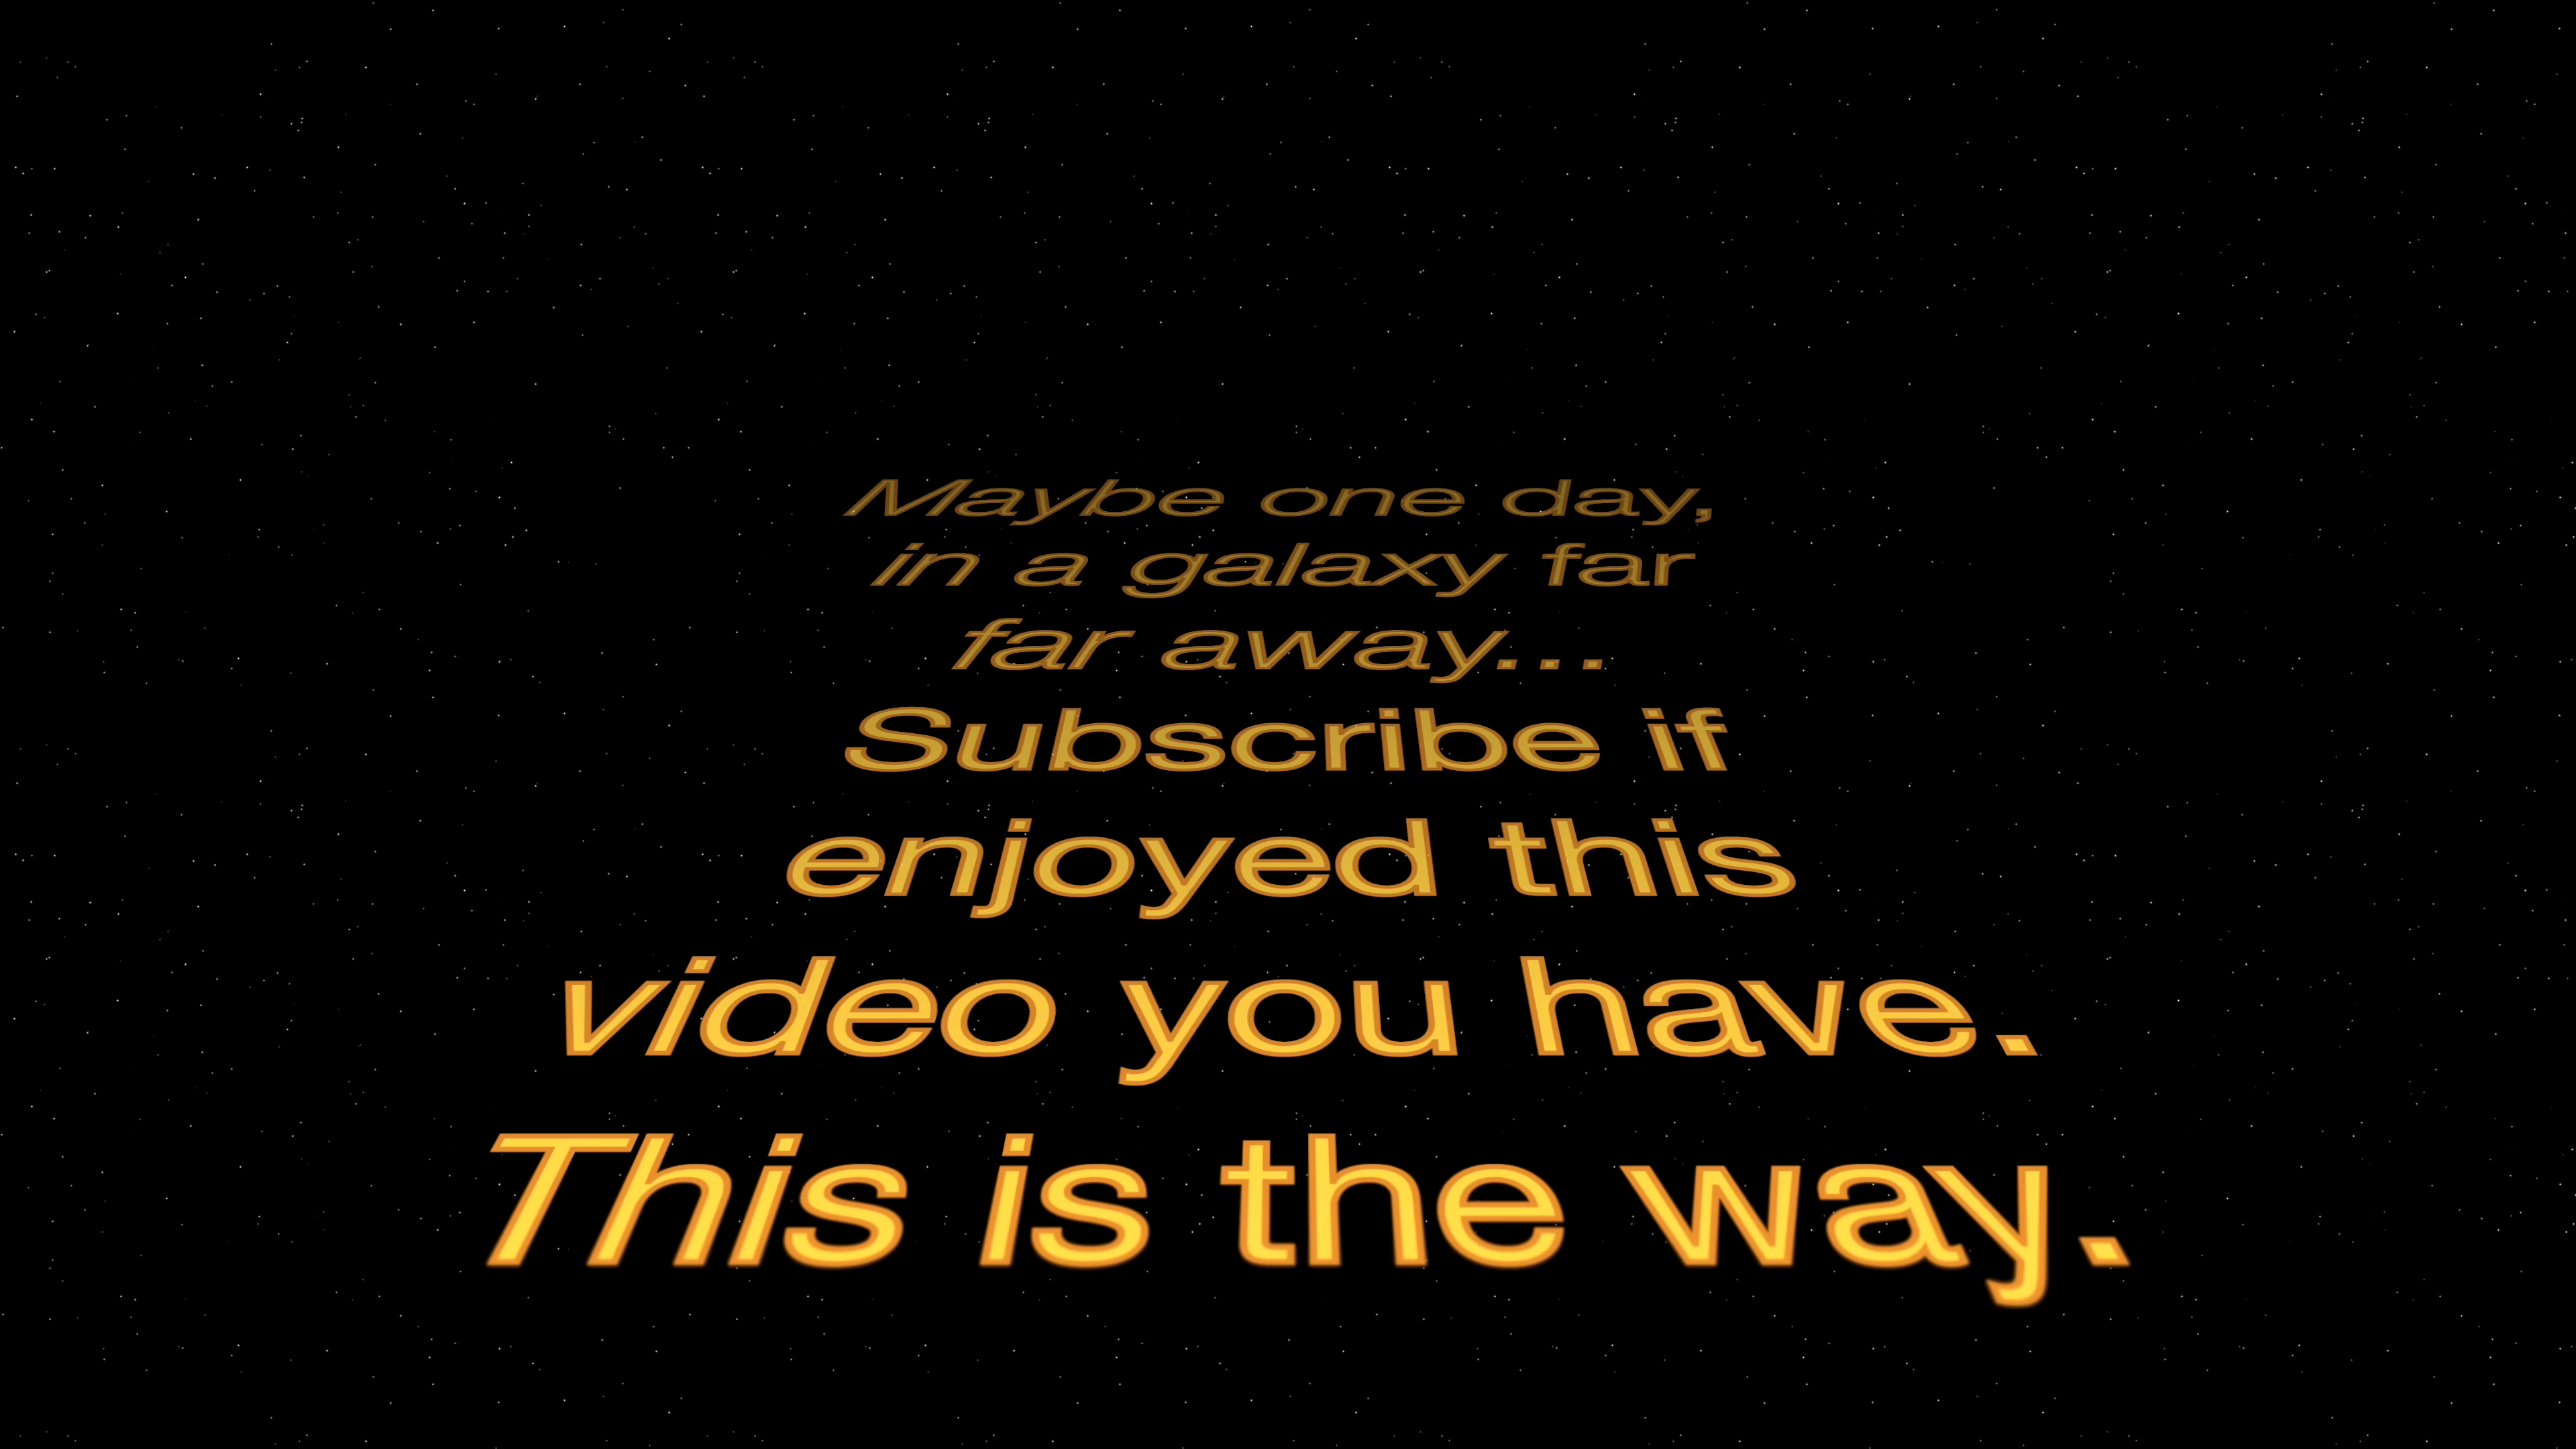 Maybe one day,
in a galaxy far
far away...
Subscribe if
enjoyed this
video you have.
This is the way.